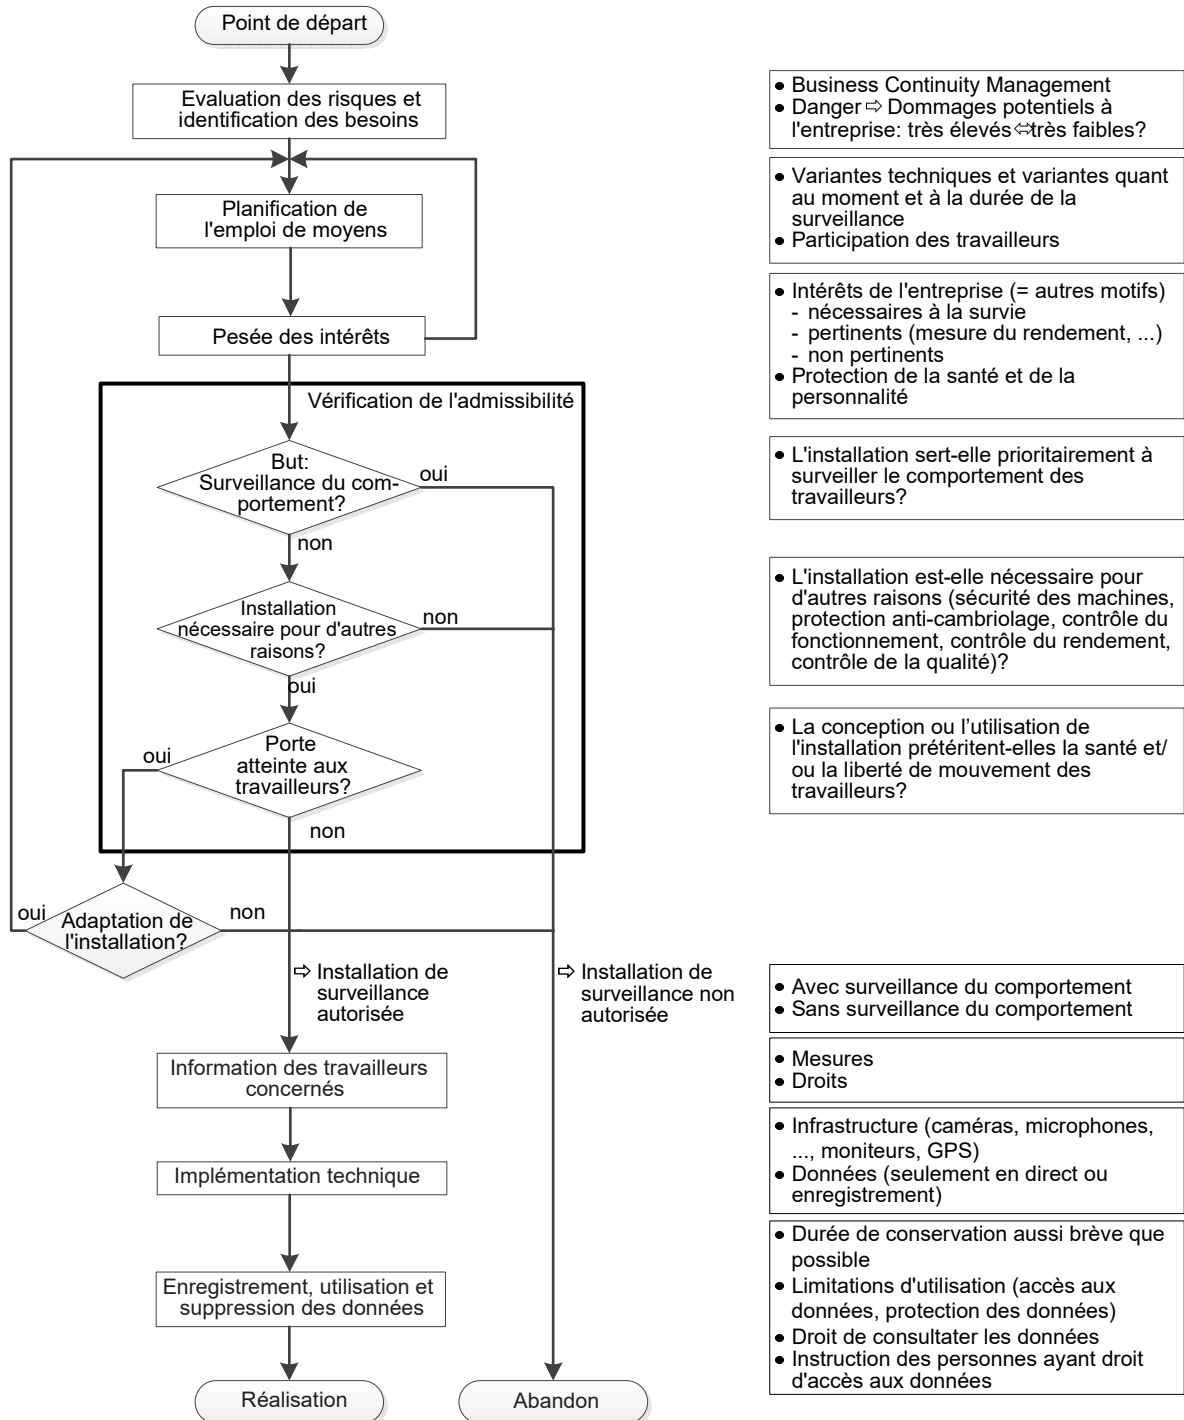 Point de départ
Evaluation des risques et
identification des besoins
• Business Continuity Management
• Danger ⇨ Dommages potentiels à
l'entreprise: très élevés ⇔ très faibles?
Planification de
l'emploi de moyens
• Variantes techniques et variantes quant
au moment et à la durée de la
surveillance
• Participation des travailleurs
Pesée des intérêts
• Intérêts de l'entreprise (= autres motifs)
- nécessaires à la survie
- pertinents (mesure du rendement, ...)
- non pertinents
• Protection de la santé et de la
personnalité
Vérification de l'admissibilité
But:
Surveillance du com-
portement?
oui
non
• L'installation sert-elle prioritairement à
surveiller le comportement des
travailleurs?
Installation
nécessaire pour d'autres
raisons?
non
oui
• L'installation est-elle nécessaire pour
d'autres raisons (sécurité des machines,
protection anti-cambriolage, contrôle du
fonctionnement, contrôle du rendement,
contrôle de la qualité)?
Porte
atteinte aux
travailleurs?
oui
non
• La conception ou l’utilisation de
l'installation prétéritent-elles la santé et/
ou la liberté de mouvement des
travailleurs?
Adaptation de
l'installation?
oui
non
⇨ Installation de
surveillance
autorisée
⇨ Installation de
surveillance non
autorisée
• Avec surveillance du comportement
• Sans surveillance du comportement
Information des travailleurs
concernés
• Mesures
• Droits
Implémentation technique
• Infrastructure (caméras, microphones,
..., moniteurs, GPS)
• Données (seulement en direct ou
enregistrement)
Enregistrement, utilisation et
suppression des données
• Durée de conservation aussi brève que
possible
• Limitations d'utilisation (accès aux
données, protection des données)
• Droit de consultater les données
• Instruction des personnes ayant droit
d'accès aux données
Réalisation
Abandon